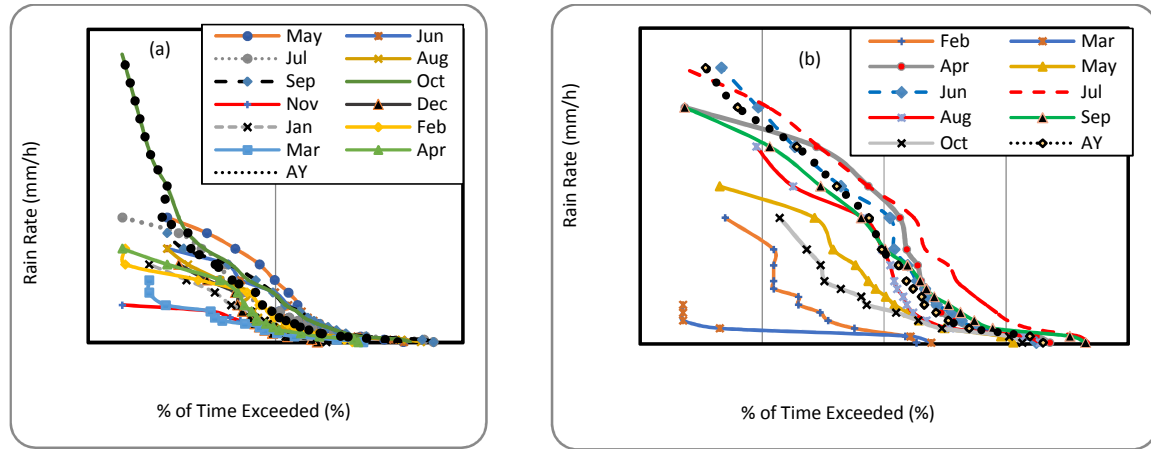 (a)
May Jun
Jul Aug
Sep Oct
Nov Dec
Jan Feb
Mar Apr
AY
Rain Rate (mm/h)
% of Time Exceeded (%)
(b)
Feb Mar
Apr May
Jun Jul
Aug Sep
Oct AY
Rain Rate (mm/h)
% of Time Exceeded (%)